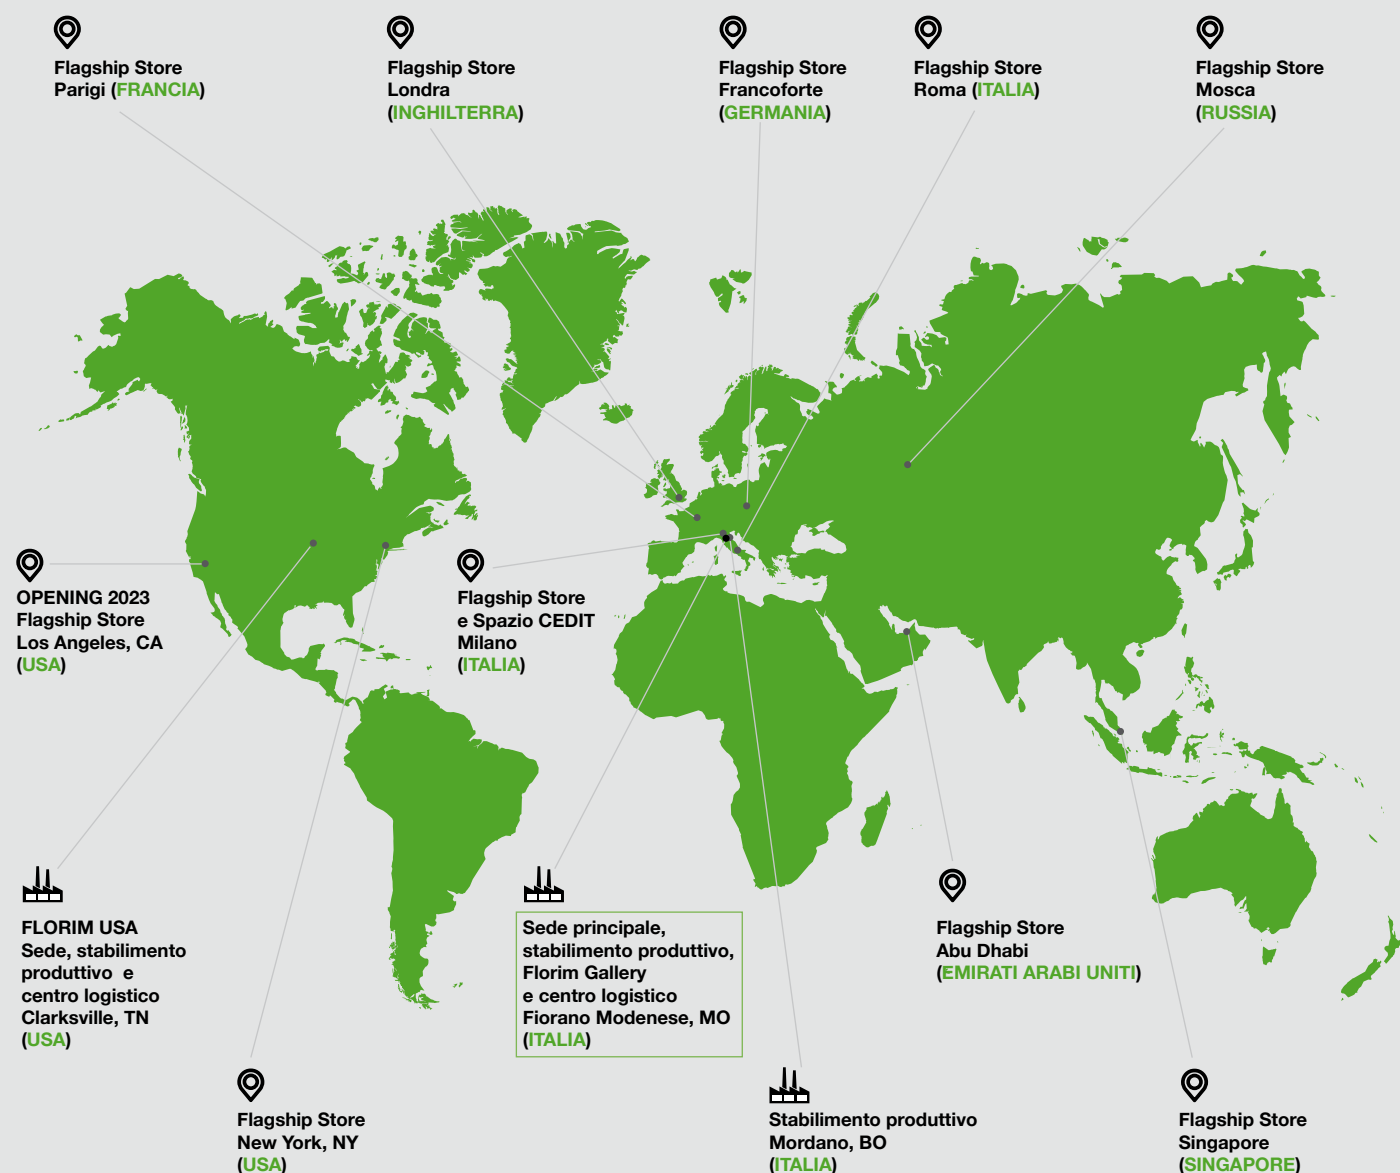 Flagship Store
Parigi (FRANCIA)
Flagship Store
Londra
(INGHILTERRA)
Flagship Store
Francoforte
(GERMANIA)
Flagship Store
Roma (ITALIA)
Flagship Store
Mosca
(RUSSIA)
OPENING 2023
Flagship Store
Los Angeles, CA
(USA)
Flagship Store
e Spazio CEDIT
Milano
(ITALIA)
FLORIM USA
Sede, stabilimento
produttivo e
centro logistico
Clarksville, TN
(USA)
Sede principale,
stabilimento produttivo,
Florim Gallery
e centro logistico
Fiorano Modenese, MO
(ITALIA)
Flagship Store
Abu Dhabi
(EMIRATI ARABI UNITI)
Flagship Store
New York, NY
(USA)
Stabilimento produttivo
Mordano, BO
(ITALIA)
Flagship Store
Singapore
(SINGAPORE)